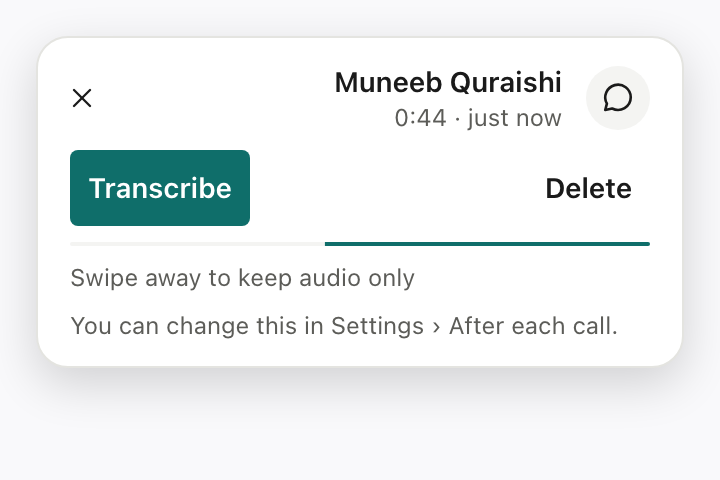 Muneeb Quraishi
0:44 · just now
Transcribe
Delete
Swipe away to keep audio only
You can change this in Settings › After each call.